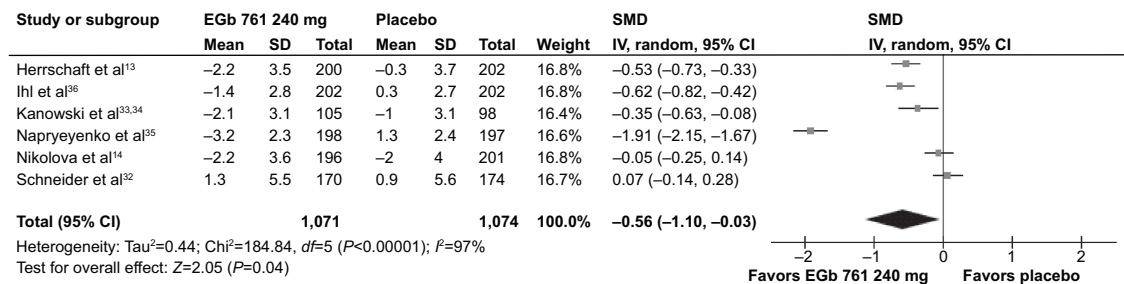 Study or subgroup EGb 761 240 mg Placebo SMD SMD
Mean SD Total Mean SD Total Weight IV, random, 95% CI IV, random, 95% CI
Herrschaft et al13 –2.2 3.5 200 –0.3 3.7 202 16.8% –0.53 (–0.73, –0.33)
Ihl et al36 –1.4 2.8 202 0.3 2.7 202 16.8% –0.62 (–0.82, –0.42)
Kanowski et al33,34 –2.1 3.1 105 –1 3.1 98 16.4% –0.35 (–0.63, –0.08)
Napryeyenko et al35 –3.2 2.3 198 1.3 2.4 197 16.6% –1.91 (–2.15, –1.67)
Nikolova et al14 –2.2 3.6 196 –2 4 201 16.8% –0.05 (–0.25, 0.14)
Schneider et al32 1.3 5.5 170 0.9 5.6 174 16.7% 0.07 (–0.14, 0.28)
Total (95% CI) 1,071 1,074 100.0% –0.56 (–1.10, –0.03)
Heterogeneity: Tau2=0.44; Chi2=184.84, df=5 (P<0.00001); I2=97%
Test for overall effect: Z=2.05 (P=0.04)
–2 –1 0 1 2
Favors EGb 761 240 mg Favors placebo